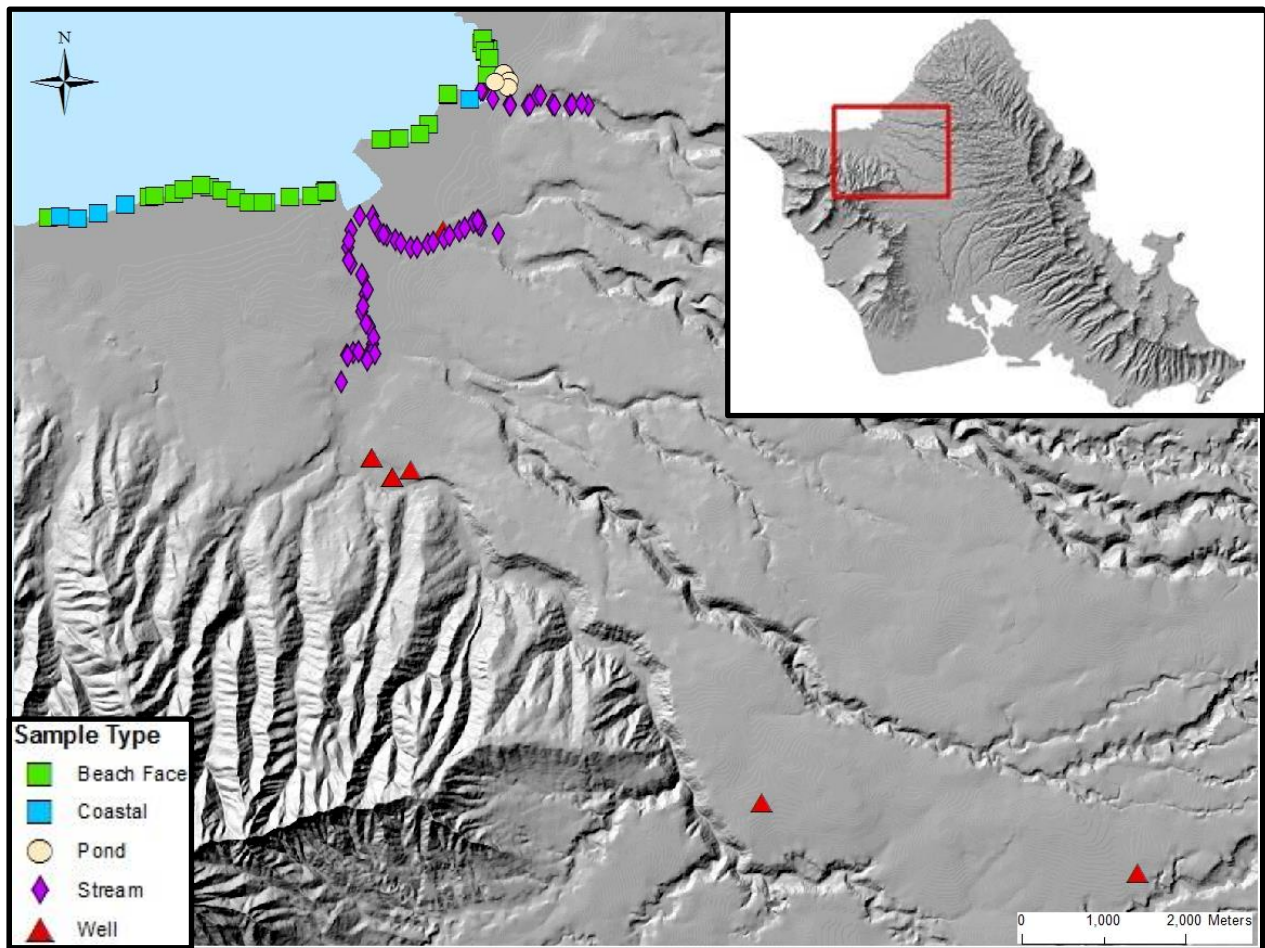 N
Sample Type
Beach Face
Coastal
Pond
Stream
Well
0 1,000 2,000 Meters